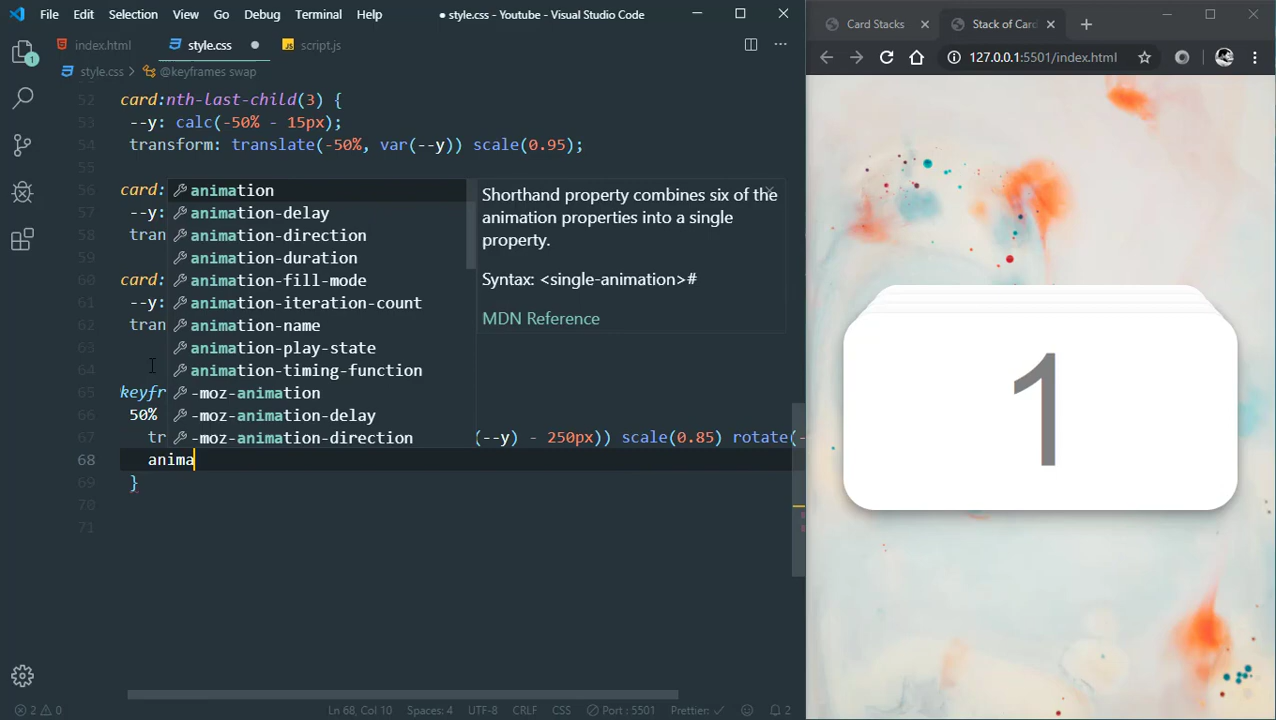 File Edit Selection View Go Debug Terminal Help
● style.css - Youtube - Visual Studio Code
index.html style.css ● script.js
style.css > @keyframes swap
52 card:nth-last-child(3) {
53 --y: calc(-50% - 15px);
54 transform: translate(-50%, var(--y)) scale(0.95);
55
56 card:
57 --y:
58 tran
59
60 card:
61 --y:
62 tran
63
64
65 keyfr
66 50%
67 tr (--y) - 250px)) scale(0.85) rotate(-
68 anima
69 }
70
71
animation
animation-delay
animation-direction
animation-duration
animation-fill-mode
animation-iteration-count
animation-name
animation-play-state
animation-timing-function
-moz-animation
-moz-animation-delay
-moz-animation-direction
Shorthand property combines six of the
animation properties into a single
property.
Syntax: <single-animation>#
MDN Reference
1
2 0 Ln 68, Col 10 Spaces: 4 UTF-8 CRLF CSS Port : 5501 Prettier: ✓ 2
Card Stacks Stack of Car
127.0.0.1:5501/index.html
1